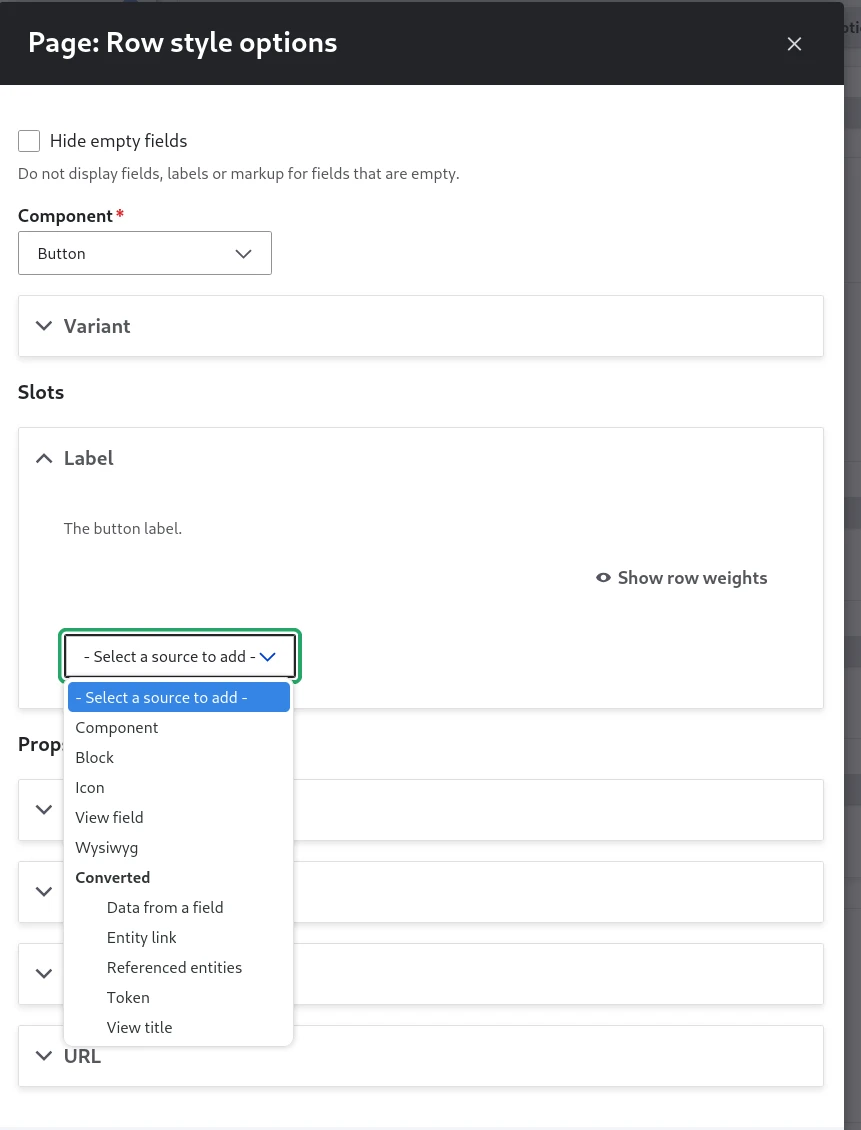 Page: Row style options
Hide empty fields
Do not display fields, labels or markup for fields that are empty.
Component*
Button
Variant
Slots
Label
The button label.
Show row weights
- Select a source to add -
- Select a source to add -
Component
Block
Icon
View field
Wysiwyg
Converted
Data from a field
Entity link
Referenced entities
Token
View title
URL